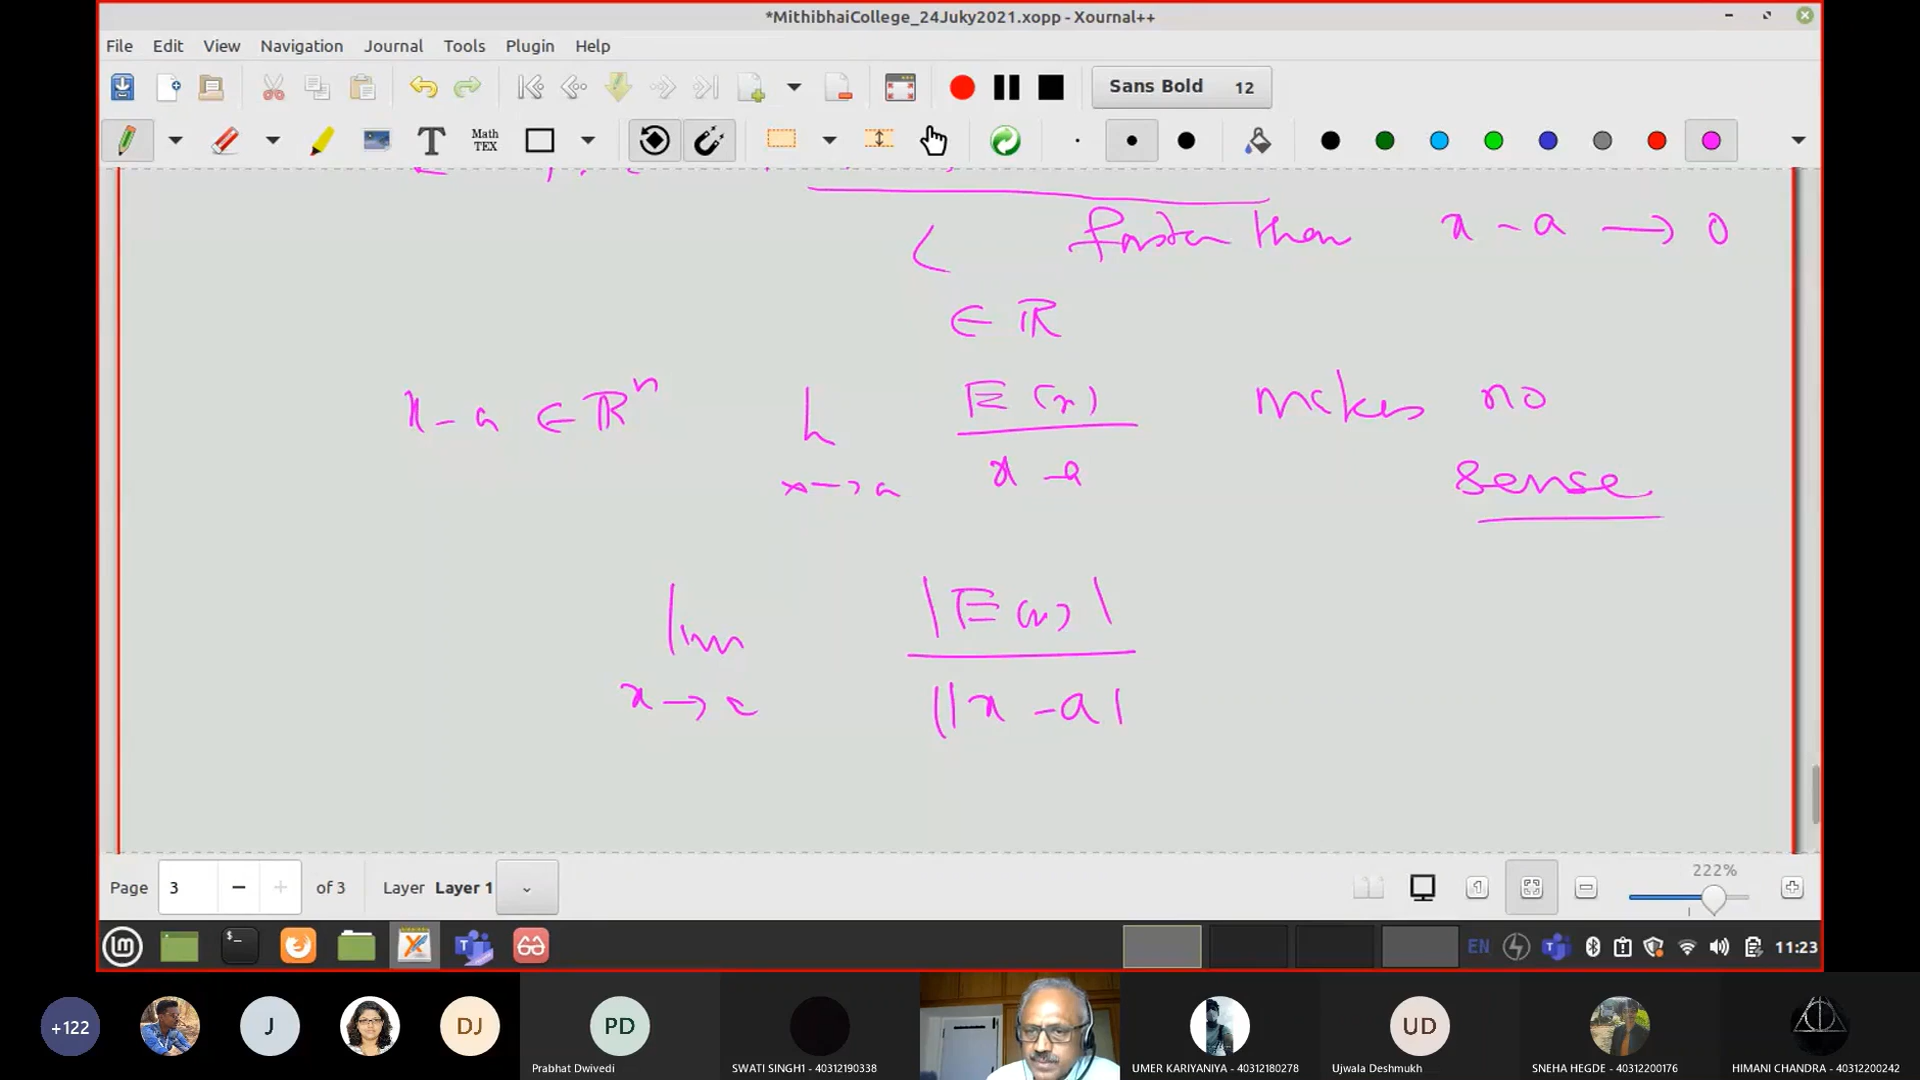 *MithibhaiCollege_24Juky2021.xopp - Xournal++
File Edit View Navigation Journal Tools Plugin Help
Sans Bold 12
T Math TEX
faster than x - a → 0
∈ ℝ
x - a ∈ ℝⁿ
E(x)
makes no
x → a
x - a
sense
lim |E(x)|
x →
||x - a|
222%
Page 3 of 3 Layer Layer 1
EN 11:23
+122 J DJ PD UD
Prabhat Dwivedi
SWATI SINGH1 - 40312190338
UMER KARIYANIYA - 40312180278
Ujwala Deshmukh
SNEHA HEGDE - 40312200176
HIMANI CHANDRA - 40312200242